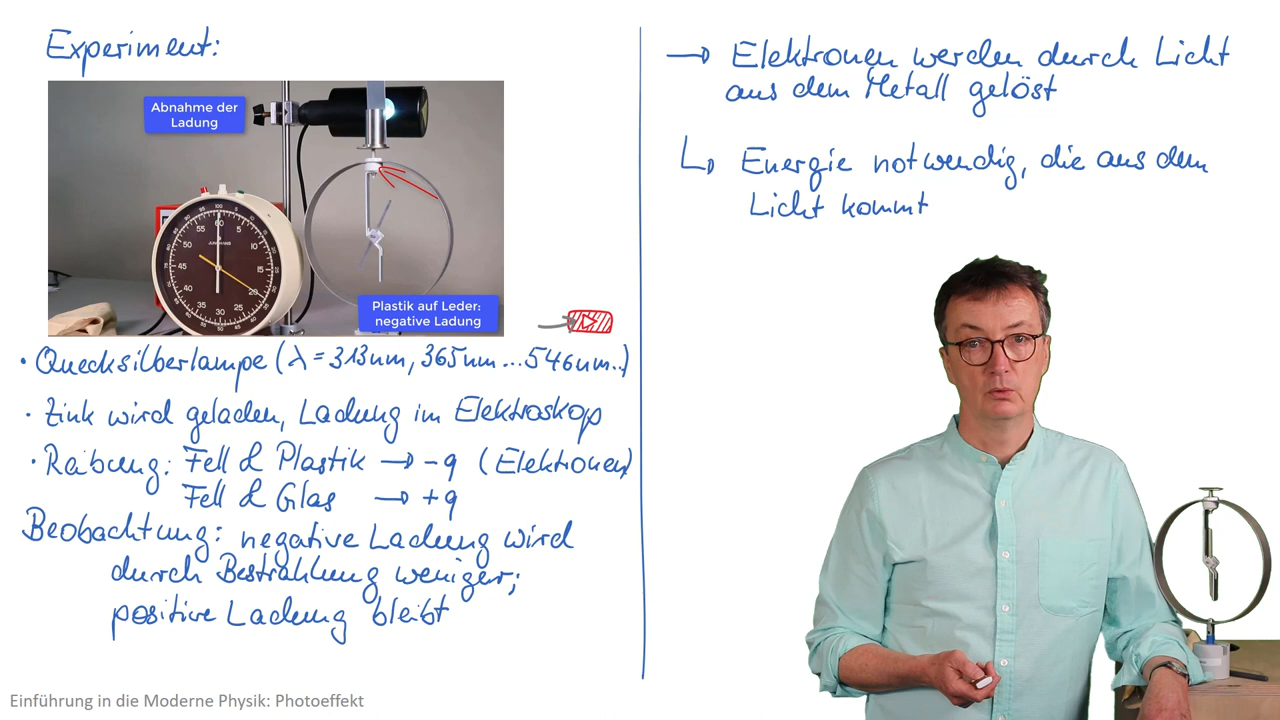 Experiment:
Abnahme der
Ladung
JUNGHANS
Plastik auf Leder:
negative Ladung
• Quecksilberlampe (λ = 313nm, 365nm...546nm..)
• Zink wird geladen, Ladung im Elektroskop
• Reibung: Fell & Plastik → -q (Elektronen)
Fell & Glas → +q
Beobachtung: negative Ladung wird
durch Bestrahlung weniger;
positive Ladung bleibt
→ Elektronen werden durch Licht
aus dem Metall gelöst
↳ Energie notwendig, die aus dem
Licht kommt
Einführung in die Moderne Physik: Photoeffekt